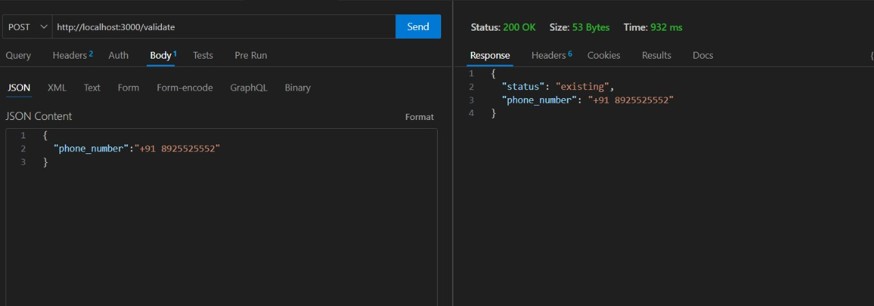 POST http://localhost:3000/validate Send
Query Headers 2 Auth Body 1 Tests Pre Run
JSON XML Text Form Form-encode GraphQL Binary
JSON Content Format
1 {
2 "phone_number":"+91 8925525552"
3 }
Status: 200 OK Size: 53 Bytes Time: 932 ms
Response Headers 6 Cookies Results Docs {
1 {
2 "status": "existing",
3 "phone_number": "+91 8925525552"
4 }